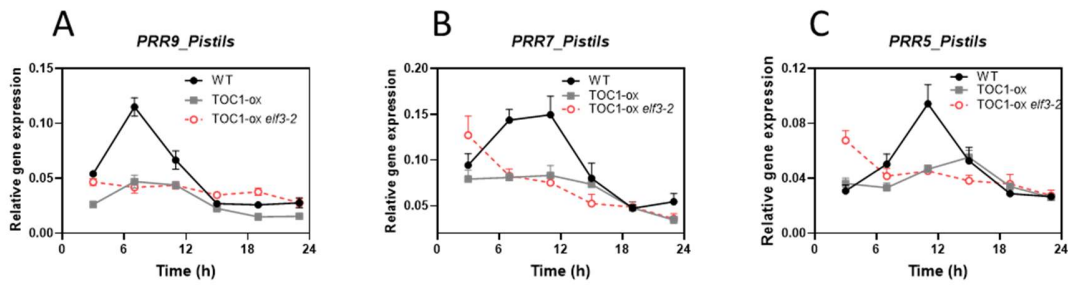 A
PRR9_Pistils
Relative gene expression
0.15
0.10
0.05
0.00
WT
TOC1-ox
TOC1-ox elf3-2
0 6 12 18 24
Time (h)
B
PRR7_Pistils
Relative gene expression
0.20
0.15
0.10
0.05
WT
TOC1-ox
TOC1-ox elf3-2
0 6 12 18 24
Time (h)
C
PRR5_Pistils
Relative gene expression
0.12
0.08
0.04
0.00
WT
TOC1-ox
TOC1-ox elf3-2
0 6 12 18 24
Time (h)